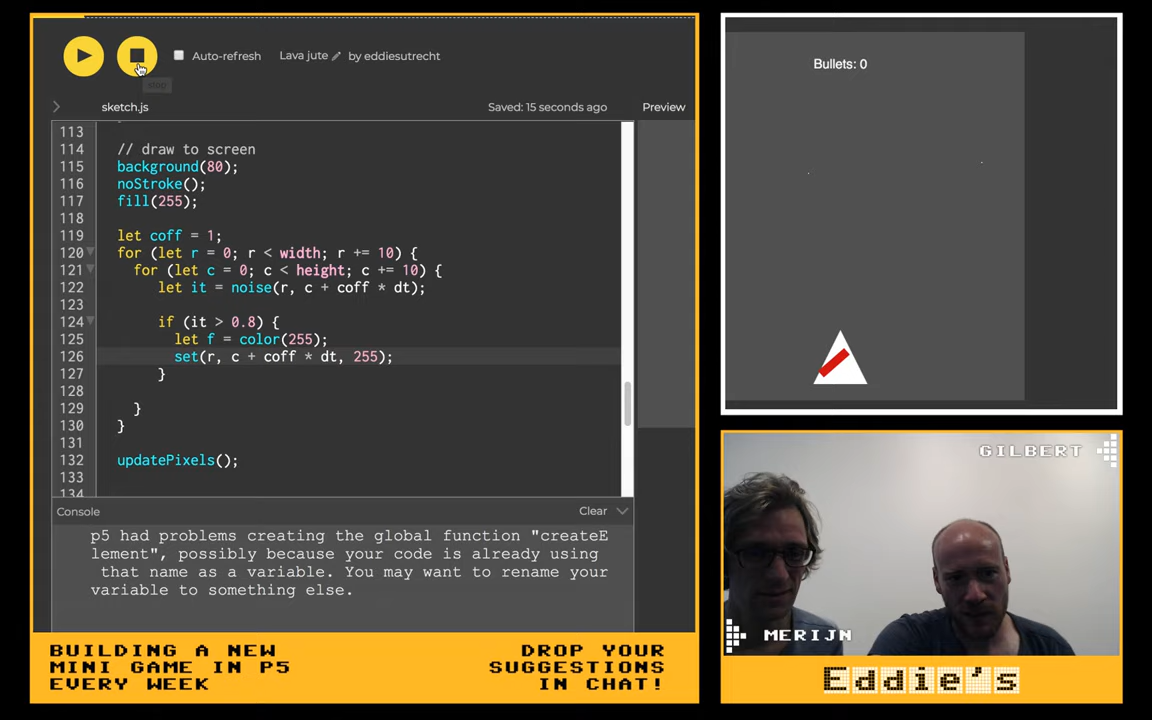 Auto-refresh
Lava jute
by eddiesutrecht
sketch.js
Saved: 15 seconds ago
Preview
113
114 // draw to screen
115 background(80);
116 noStroke();
117 fill(255);
118
119 let coff = 1;
120 for (let r = 0; r < width; r += 10) {
121 for (let c = 0; c < height; c += 10) {
122 let it = noise(r, c + coff * dt);
123
124 if (it > 0.8) {
125 let f = color(255);
126 set(r, c + coff * dt, 255);
127 }
128
129 }
130 }
131
132 updatePixels();
133
134
Console
Clear
p5 had problems creating the global function "createE
lement", possibly because your code is already using
that name as a variable. You may want to rename your
variable to something else.
BUILDING A NEW
MINI GAME IN P5
EVERY WEEK
DROP YOUR
SUGGESTIONS
IN CHAT!
Bullets: 0
GILBERT
MERIJN
Eddie's